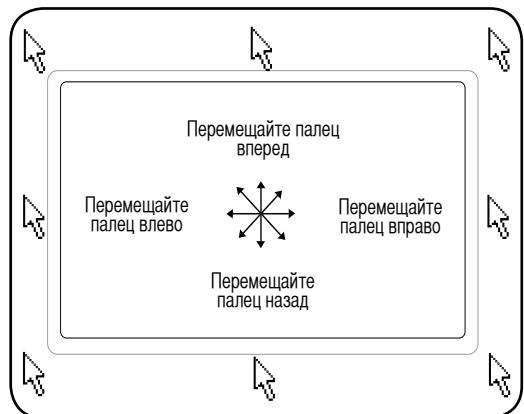 Перемещайте палец
вперед
Перемещайте
палец влево
Перемещайте
палец вправо
Перемещайте
палец назад